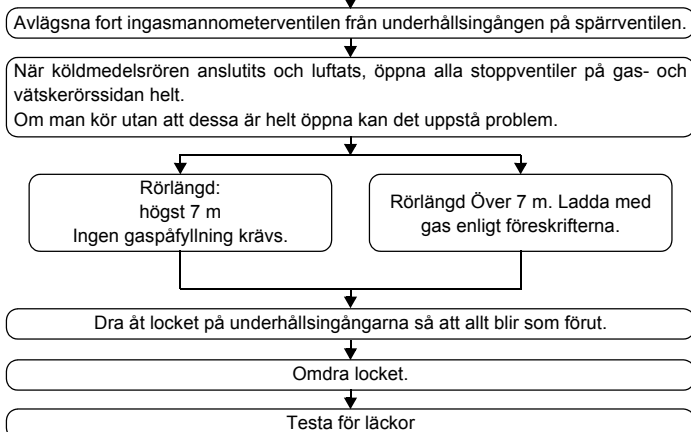 Avlägsna fort ingasmannometerventilen från underhållsingången på spärrventilen.
När köldmedelsrören anslutits och luftats, öppna alla stoppventiler på gas- och
vätskerörssidan helt.
Om man kör utan att dessa är helt öppna kan det uppstå problem.
Rörlängd:
högst 7 m
Ingen gaspåfyllning krävs.
Rörlängd Över 7 m. Ladda med
gas enligt föreskrifterna.
Dra åt locket på underhållsingångarna så att allt blir som förut.
Omdra locket.
Testa för läckor